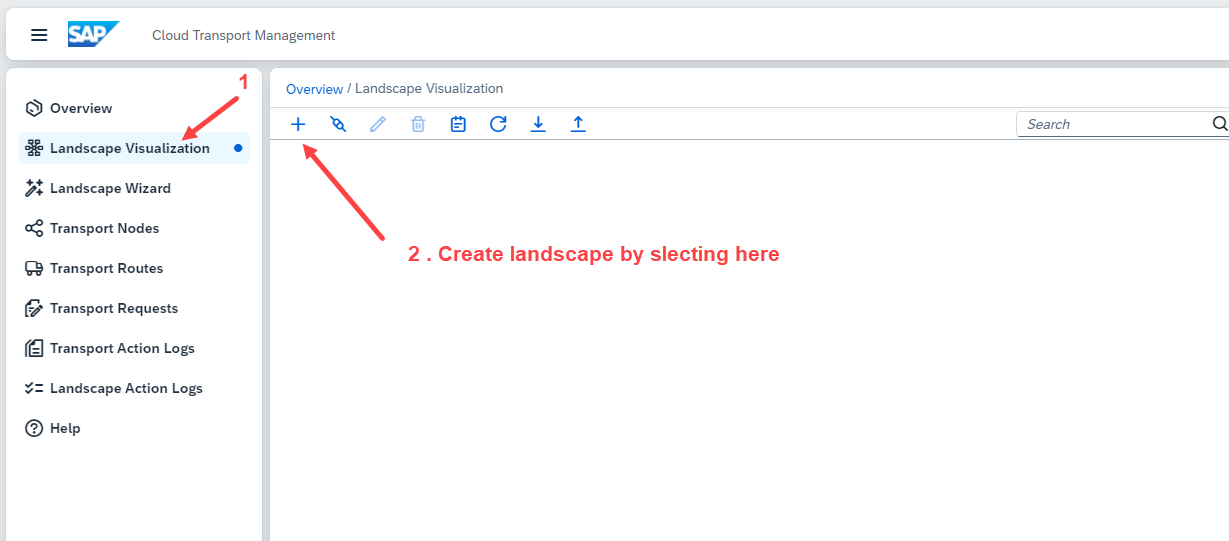 SAP
Cloud Transport Management
1
Overview
Landscape Visualization
Landscape Wizard
Transport Nodes
Transport Routes
Transport Requests
Transport Action Logs
Landscape Action Logs
Help
Overview / Landscape Visualization
Search
2 . Create landscape by slecting here